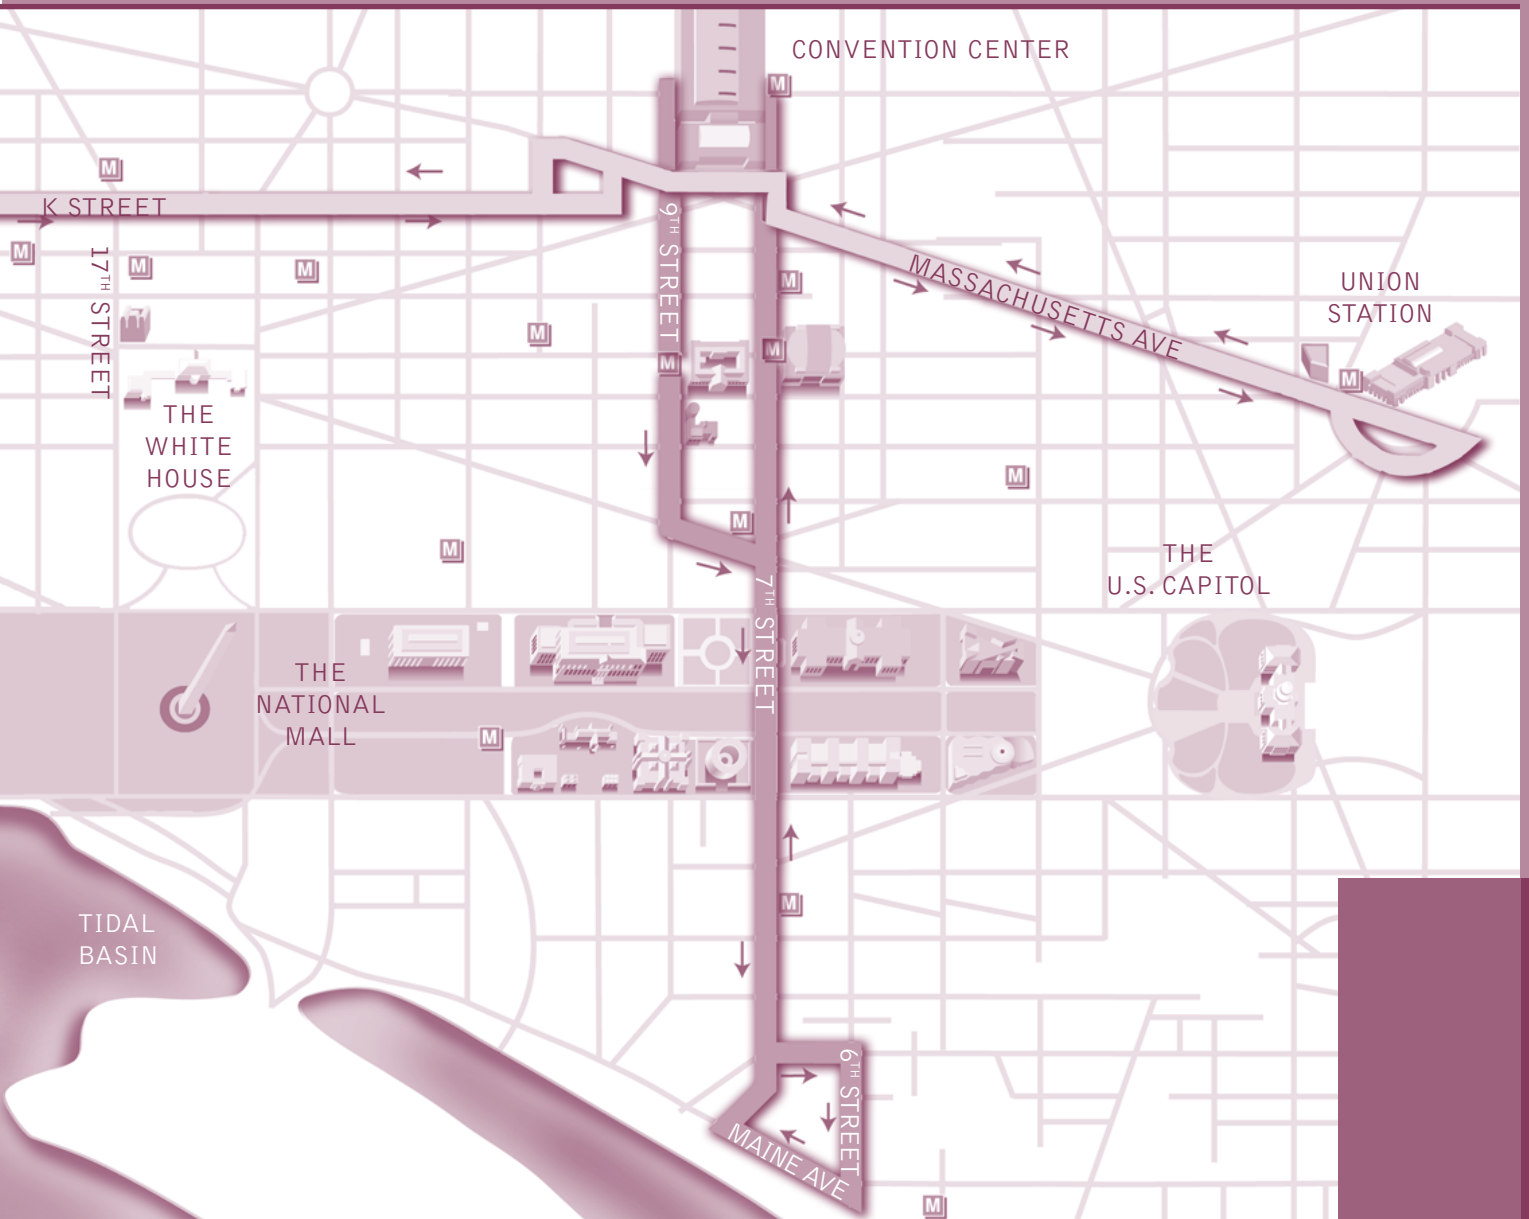 CONVENTION CENTER
M
M
K STREET
M
17TH STREET
M
M
9TH STREET
M
MASSACHUSETTS AVE
UNION
STATION
M
M
M
M
THE
WHITE
HOUSE
M
M
M
THE
U.S. CAPITOL
7TH STREET
THE
NATIONAL
MALL
M
M
TIDAL
BASIN
6TH STREET
MAINE AVE
M